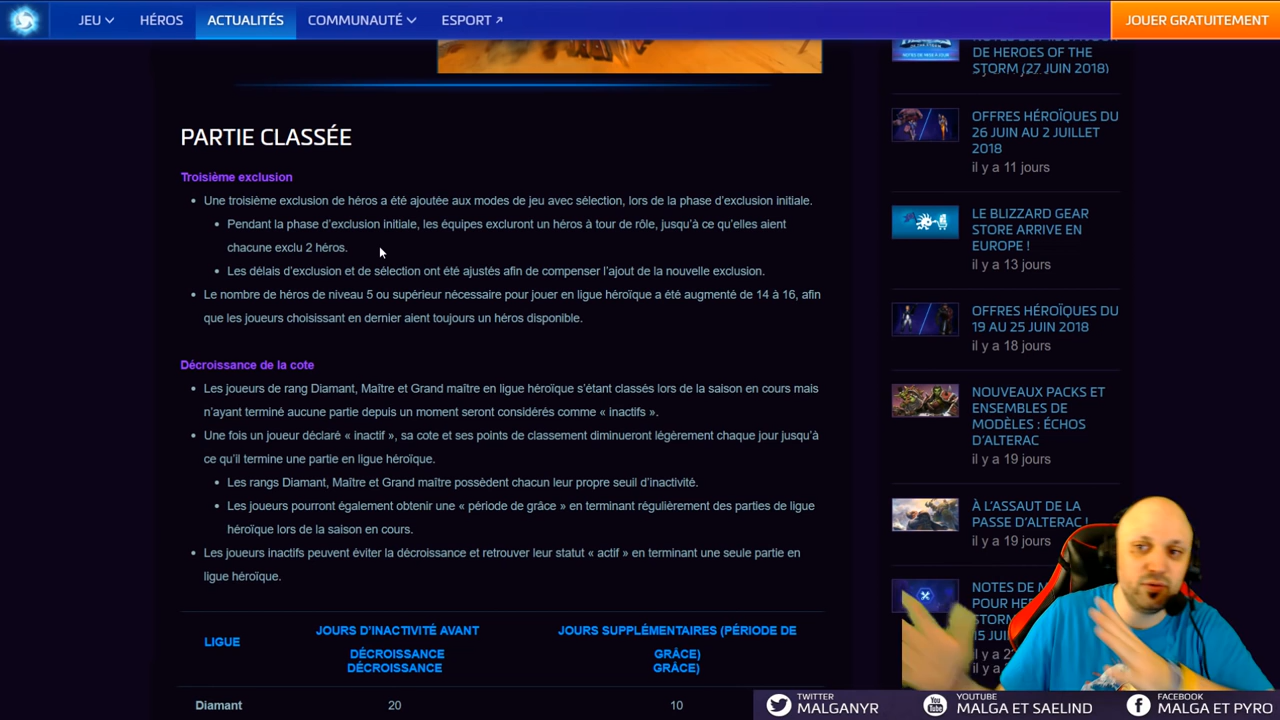 JEU
HÉROS
ACTUALITÉS
COMMUNAUTÉ
ESPORT
JOUER GRATUITEMENT
PARTIE CLASSÉE
Troisième exclusion
Une troisième exclusion de héros a été ajoutée aux modes de jeu avec sélection, lors de la phase d'exclusion initiale.
Pendant la phase d'exclusion initiale, les équipes excluront un héros à tour de rôle, jusqu'à ce qu'elles aient
chacune exclu 2 héros.
Les délais d'exclusion et de sélection ont été ajustés afin de compenser l'ajout de la nouvelle exclusion.
Le nombre de héros de niveau 5 ou supérieur nécessaire pour jouer en ligue héroïque a été augmenté de 14 à 16, afin
que les joueurs choisissant en dernier aient toujours un héros disponible.
Décroissance de la cote
Les joueurs de rang Diamant, Maître et Grand maître en ligue héroïque s'étant classés lors de la saison en cours mais
n'ayant terminé aucune partie depuis un moment seront considérés comme « inactifs ».
Une fois un joueur déclaré « inactif », sa cote et ses points de classement diminueront légèrement chaque jour jusqu'à
ce qu'il termine une partie en ligue héroïque.
Les rangs Diamant, Maître et Grand maître possèdent chacun leur propre seuil d'inactivité.
Les joueurs pourront également obtenir une « période de grâce » en terminant régulièrement des parties de ligue
héroïque lors de la saison en cours.
Les joueurs inactifs peuvent éviter la décroissance et retrouver leur statut « actif » en terminant une seule partie en
ligue héroïque.
LIGUE
JOURS D'INACTIVITÉ AVANT
DÉCROISSANCE
DÉCROISSANCE
JOURS SUPPLÉMENTAIRES (PÉRIODE DE
GRÂCE)
GRÂCE)
Diamant
20
10
DE HEROES OF THE
STORM (27 JUIN 2018)
OFFRES HÉROÏQUES DU
26 JUIN AU 2 JUILLET
2018
il y a 11 jours
LE BLIZZARD GEAR
STORE ARRIVE EN
EUROPE !
il y a 13 jours
OFFRES HÉROÏQUES DU
19 AU 25 JUIN 2018
il y a 18 jours
NOUVEAUX PACKS ET
ENSEMBLES DE
MODÈLES : ÉCHOS
D'ALTERAC
il y a 19 jours
À L'ASSAUT DE LA
PASSE D'ALTERAC !
il y a 19 jours
NOTES DE
POUR
il y a
TWITTER
MALGANYR
YOUTUBE
MALGA ET SAELIND
FACEBOOK
MALGA ET PYRO